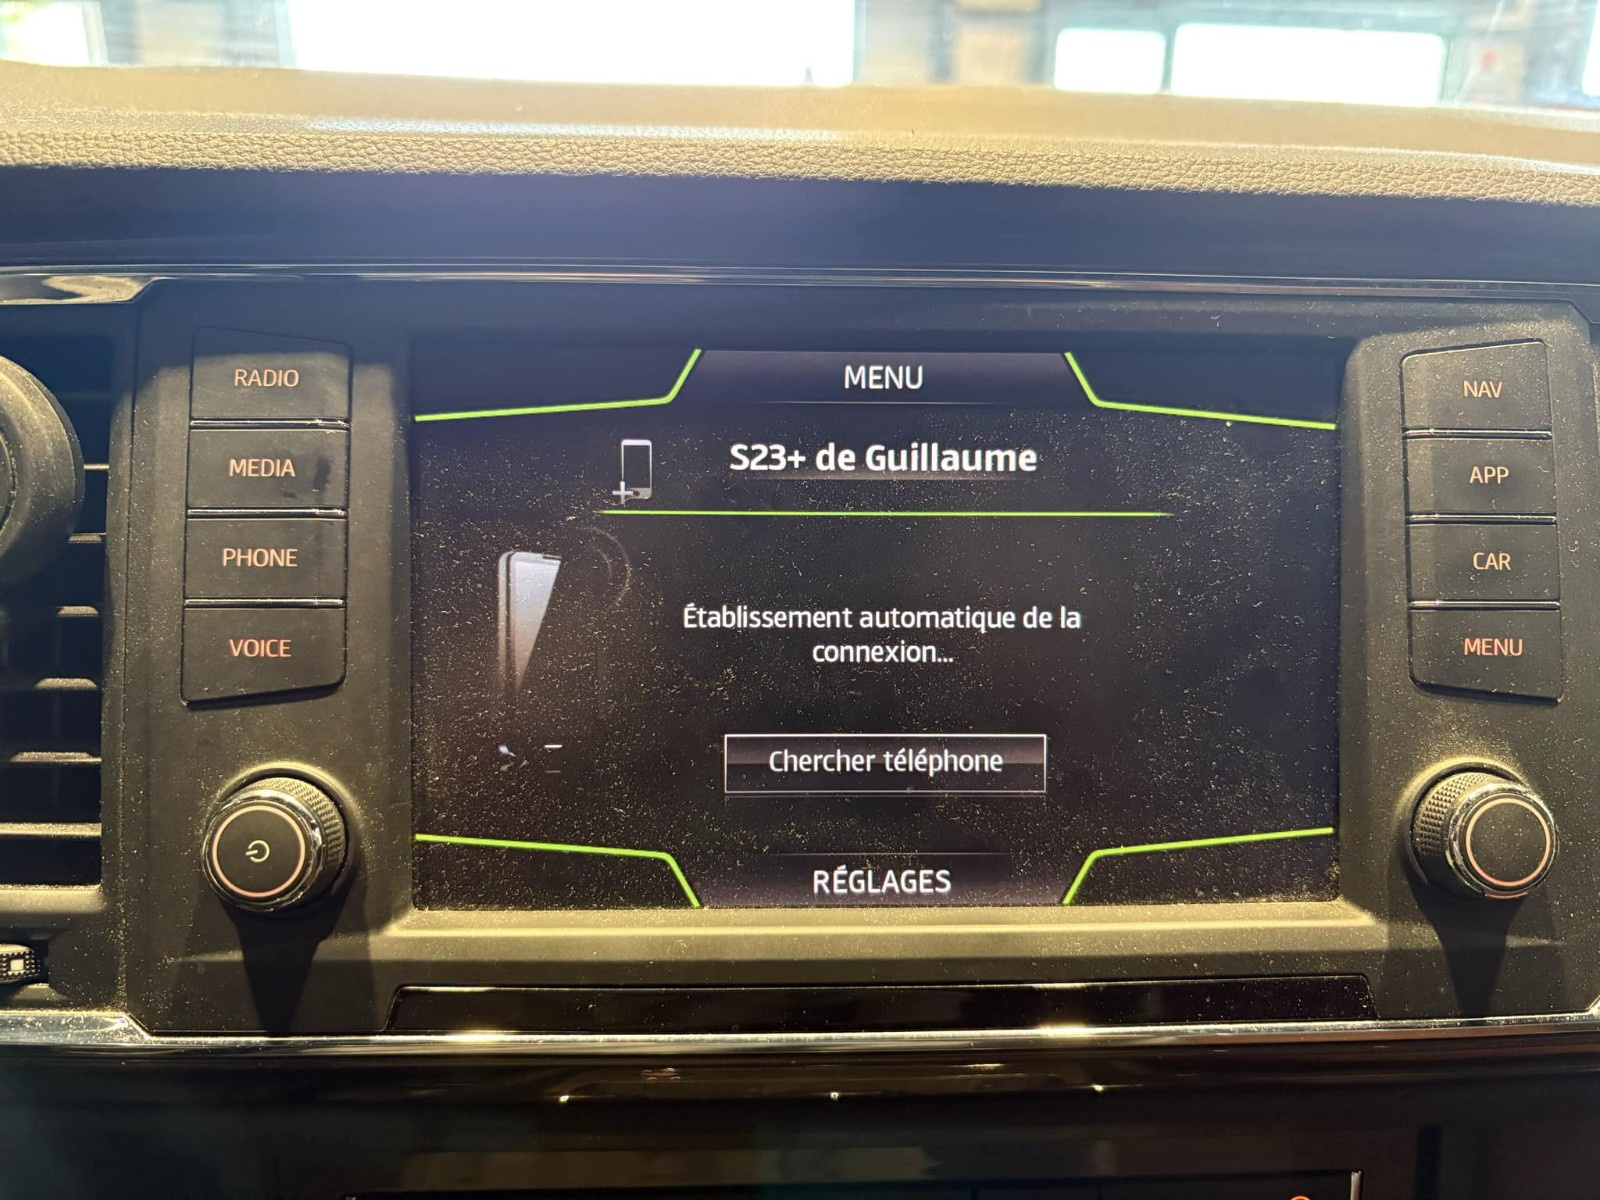 RADIO
MEDIA
PHONE
VOICE
MENU
S23+ de Guillaume
Établissement automatique de la
connexion...
Chercher téléphone
RÉGLAGES
NAV
APP
CAR
MENU